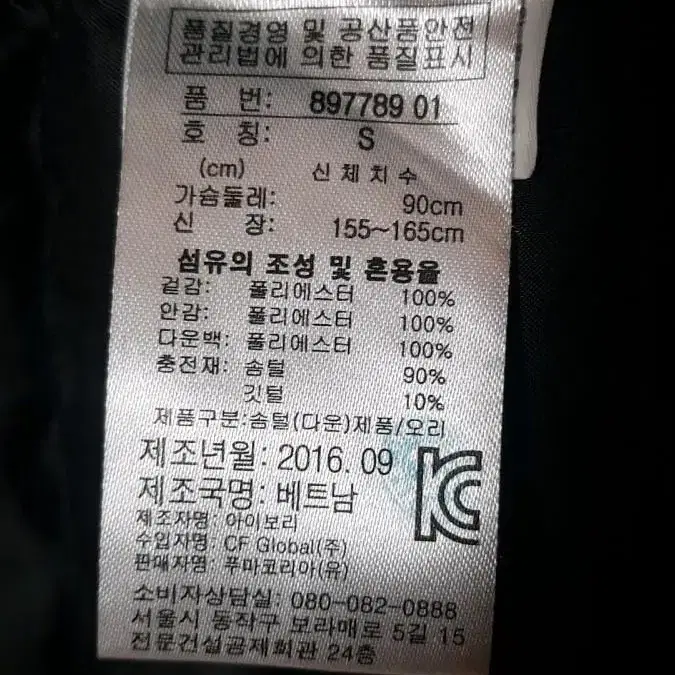 품질경영 및 공산품안전
관리법에 의한 품질표시
품 번: 897789 01
호 칭: S
(cm) 신체치수
가슴둘레: 90cm
신 장: 155~165cm
섬유의 조성 및 혼용율
겉감: 폴리에스터 100%
안감: 폴리에스터 100%
다운백: 폴리에스터 100%
충전재: 솜털 90%
깃털 10%
제품구분:솜털(다운)제품/오리
제조년월: 2016. 09
제조국명: 베트남
제조자명: 아이보리
수입자명: CF Global(주)
판매자명: 푸마코리아(유)
소비자상담실: 080-082-0888
서울시 동작구 보라매로 5길 15
전문건설공제회관 24층
KC